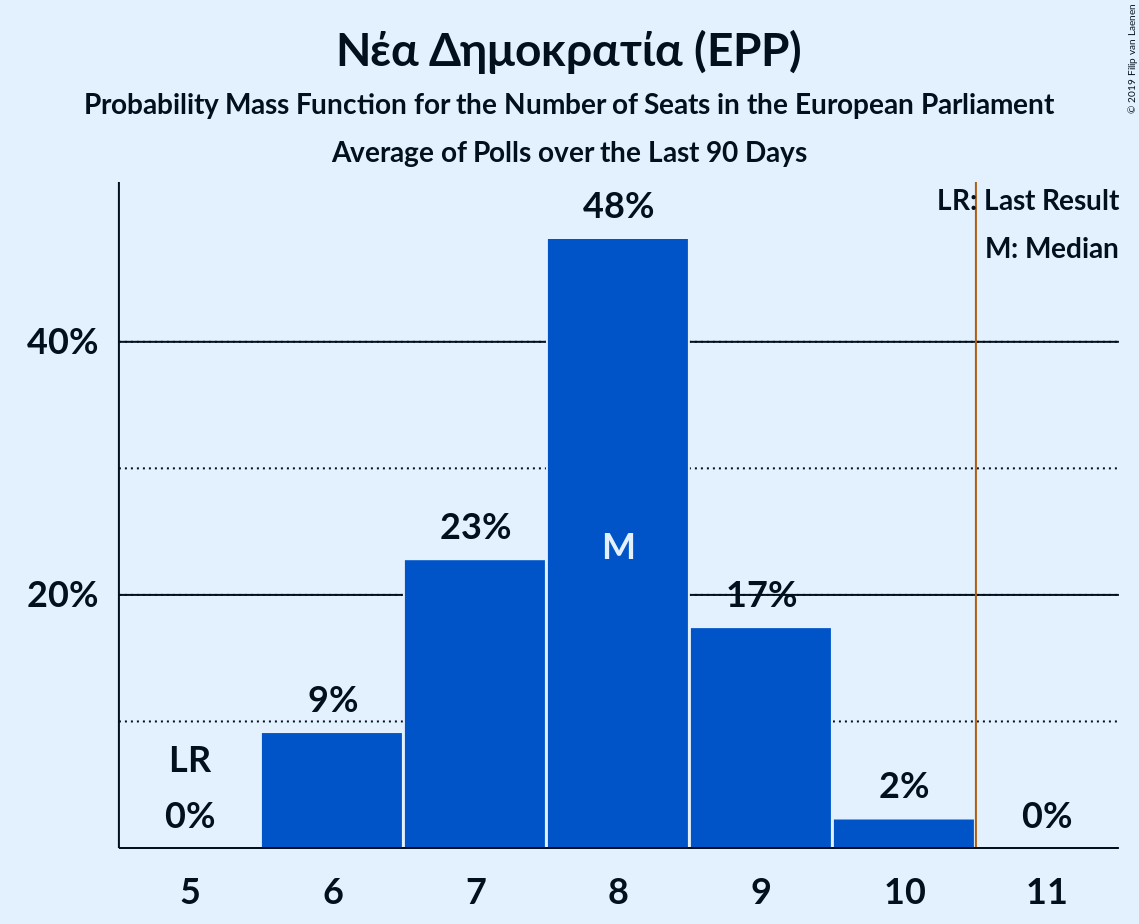 Νέα Δημοκρατία (EPP)
Probability Mass Function for the Number of Seats in the European Parliament
Average of Polls over the Last 90 Days
© 2019 Filip van Laenen
LR: Last Result
M: Median
48%
40%
23%
M
20%
17%
9%
LR
0%
2%
0%
5 6 7 8 9 10 11